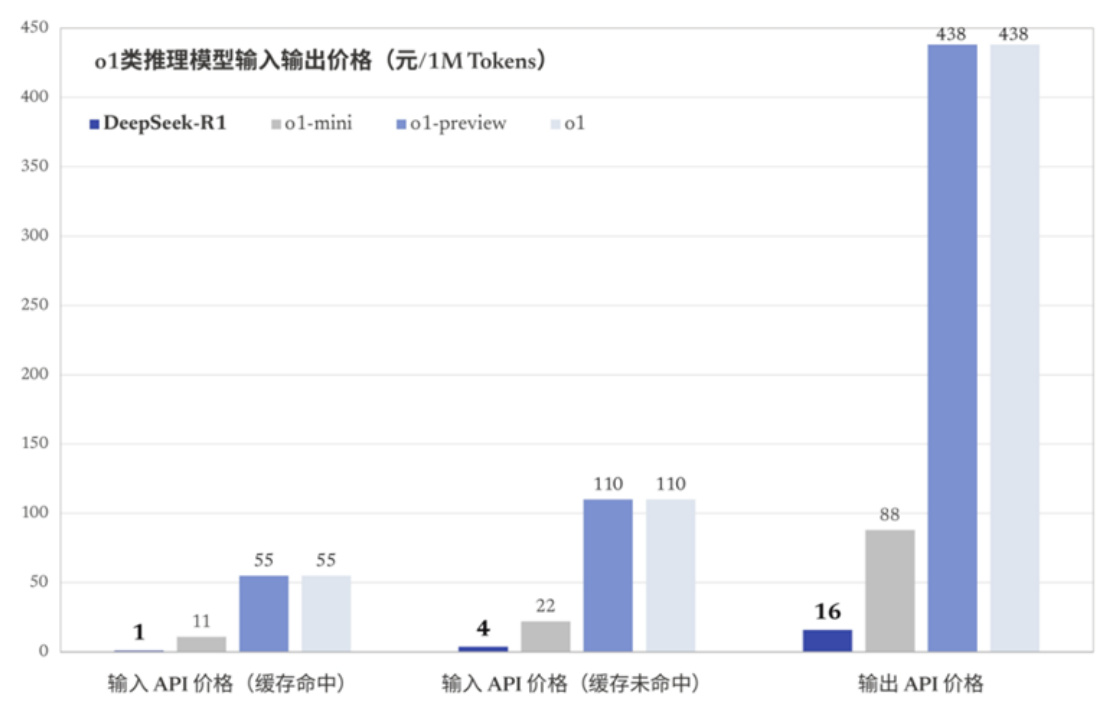 450
o1类推理模型输入输出价格（元/1M Tokens）
DeepSeek-R1 o1-mini o1-preview o1
400
350
300
250
200
150
100
50
0
1 11 55 55
4 22 110 110
16 88 438 438
输入 API 价格（缓存命中） 输入 API 价格（缓存未命中） 输出 API 价格